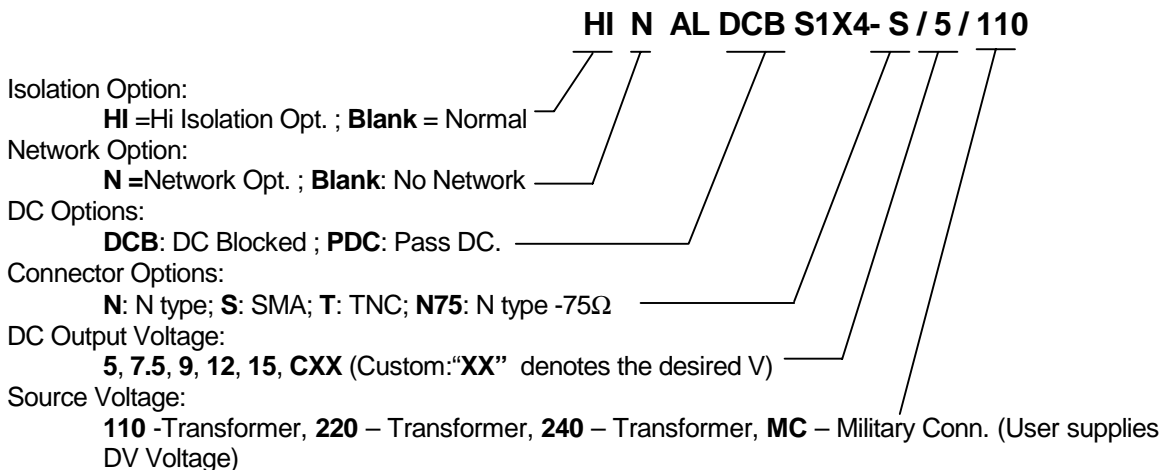 HI N AL DCB S1X4- S / 5 / 110
Isolation Option:
HI =Hi Isolation Opt. ; Blank = Normal
Network Option:
N =Network Opt. ; Blank: No Network
DC Options:
DCB: DC Blocked ; PDC: Pass DC.
Connector Options:
N: N type; S: SMA; T: TNC; N75: N type -75Ω
DC Output Voltage:
5, 7.5, 9, 12, 15, CXX (Custom:“XX” denotes the desired V)
Source Voltage:
110 -Transformer, 220 – Transformer, 240 – Transformer, MC – Military Conn. (User supplies
DV Voltage)